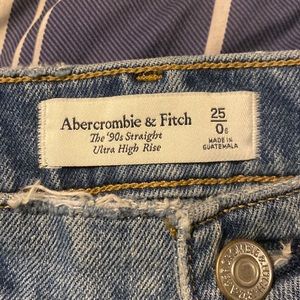 Abercrombie & Fitch
The '90s Straight
Ultra High Rise
25
0s
MADE IN
GUATEMALA